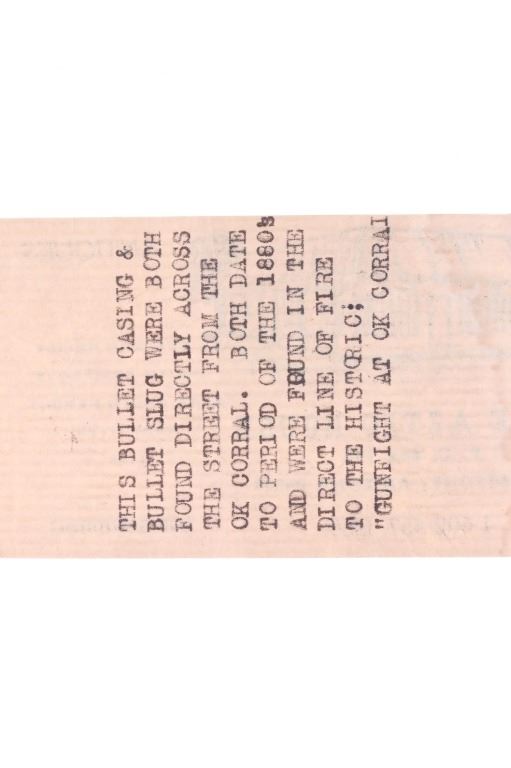 THIS BULLET CASING &
BULLET SLUG WERE BOTH
FOUND DIRECTLY ACROSS
THE STREET FROM THE
OK CORRAL. BOTH DATE
TO PERIOD OF THE 1880s
AND WERE FOUND IN THE
DIRECT LINE OF FIRE
TO THE HISTORIC;
"GUNFIGHT AT OK CORRAL